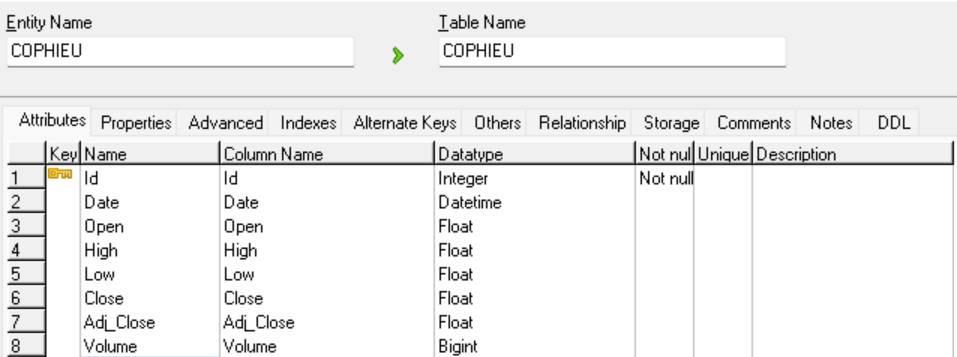 Entity Name Table Name
COPHIEU COPHIEU
Attributes Properties Advanced Indexes Alternate Keys Others Relationship Storage Comments Notes DDL
Key Name Column Name Datatype Not nul Unique Description
1 Id Id Integer Not null
2 Date Date Datetime
3 Open Open Float
4 High High Float
5 Low Low Float
6 Close Close Float
7 Adj_Close Adj_Close Float
8 Volume Volume Bigint